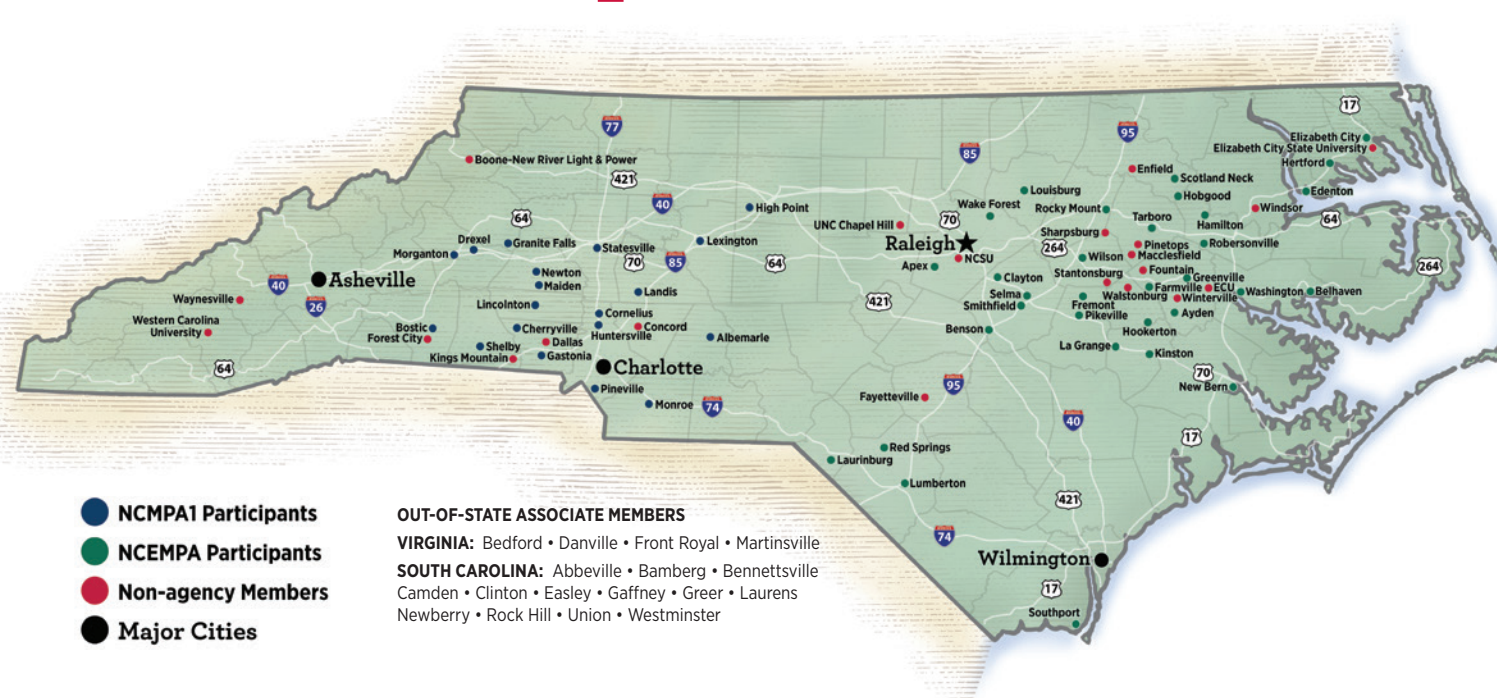 77
95
17
85
Elizabeth City
Elizabeth City State University
Hertford
Boone-New River Light & Power
421
Enfield
Scotland Neck
Louisburg
Hobgood
Edenton
40
64
High Point
Wake Forest
Rocky Mount
Windsor
Tarboro
Hamilton
64
UNC Chapel Hill
70
Sharpsburg
Raleigh
264
Pinetops
Robersonville
Drexel
Granite Falls
Statesville
Lexington
Morganton
70
85
64
NCSU
Wilson
Macclesfield
Apex
264
Newton
Stantonsburg
Fountain
Asheville
40
Clayton
Greenville
Maiden
Landis
Farmville
ECU
Washington
Belhaven
Waynesville
26
Lincolnton
421
Selma
Walstonburg
Winterville
Smithfield
Fremont
Western Carolina
University
Cornelius
Pikeville
Ayden
Bostic
Cherryville
Huntersville
Concord
Benson
Hookerton
Forest City
Dallas
Albemarle
Shelby
La Grange
Kings Mountain
Gastonia
Kinston
64
Charlotte
70
Pineville
95
New Bern
Monroe
74
Fayetteville
40
17
Red Springs
Laurinburg
Lumberton
421
74
Wilmington
17
Southport
NCMPA1 Participants
NCEMPA Participants
Non-agency Members
Major Cities
OUT-OF-STATE ASSOCIATE MEMBERS
VIRGINIA: Bedford • Danville • Front Royal • Martinsville
SOUTH CAROLINA: Abbeville • Bamberg • Bennettsville
Camden • Clinton • Easley • Gaffney • Greer • Laurens
Newberry • Rock Hill • Union • Westminster